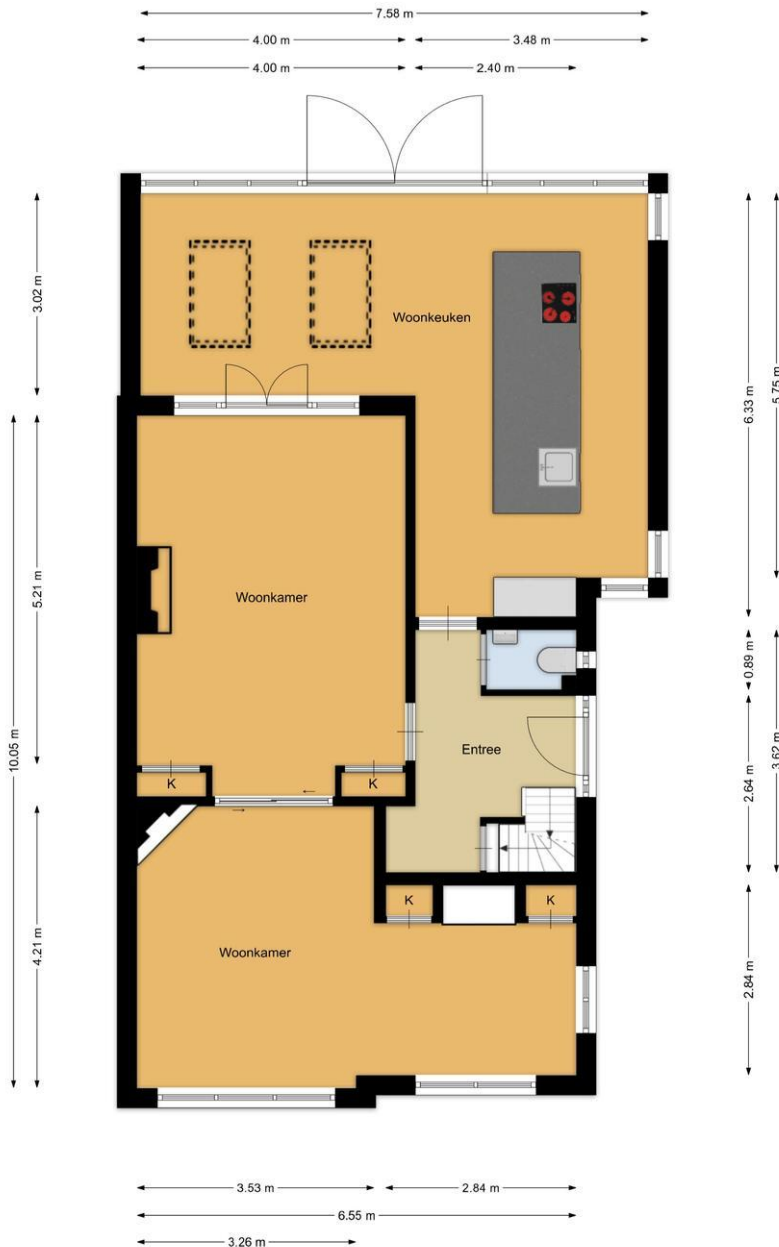 7.58 m
4.00 m
3.48 m
4.00 m
2.40 m
3.02 m
Woonkeuken
6.33 m
5.75 m
10.05 m
5.21 m
Woonkamer
0.89 m
3.62 m
Entree
2.64 m
K
K
K
K
4.21 m
Woonkamer
2.84 m
3.53 m
2.84 m
6.55 m
3.26 m